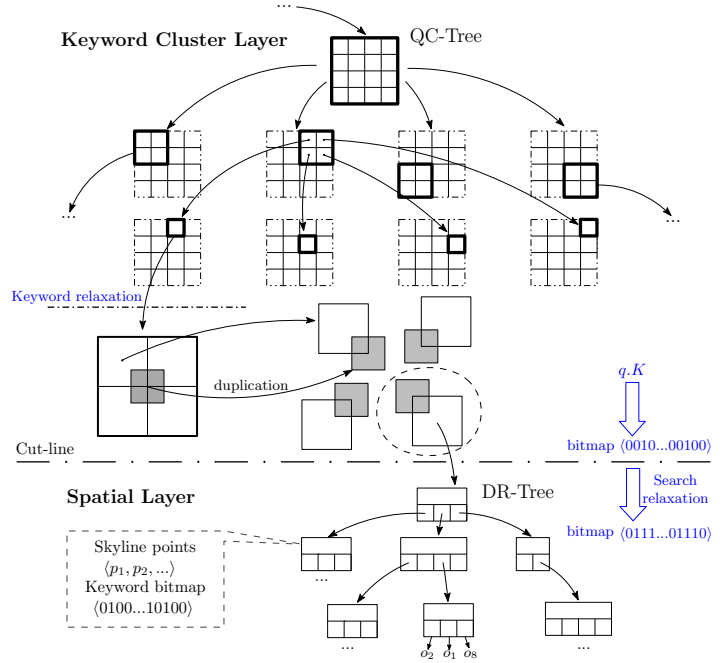 ...
Keyword Cluster Layer
QC-Tree
...
...
Keyword relaxation
duplication
q.K
Cut-line
bitmap ⟨0010...00100⟩
Spatial Layer
DR-Tree
Search
relaxation
bitmap ⟨0111...01110⟩
Skyline points
⟨p₁, p₂, ...⟩
Keyword bitmap
⟨0100...10100⟩
...
...
o₂ o₁ o₈
...